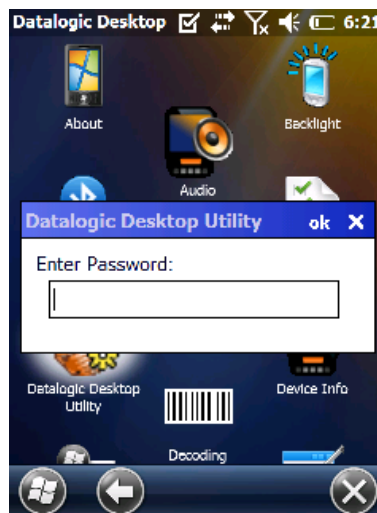 Datalogic Desktop 6:21
About
Backlight
Audio
Datalogic Desktop Utility ok X
Enter Password:
Datalogic Desktop
Utility
Device Info
Decoding